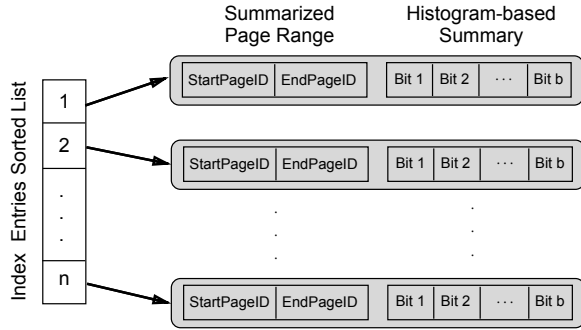 Summarized
Page Range
Histogram-based
Summary
Index Entries Sorted List
1
StartPageID EndPageID Bit 1 Bit 2 ... Bit b
2
StartPageID EndPageID Bit 1 Bit 2 ... Bit b
.
.
.
n
StartPageID EndPageID Bit 1 Bit 2 ... Bit b